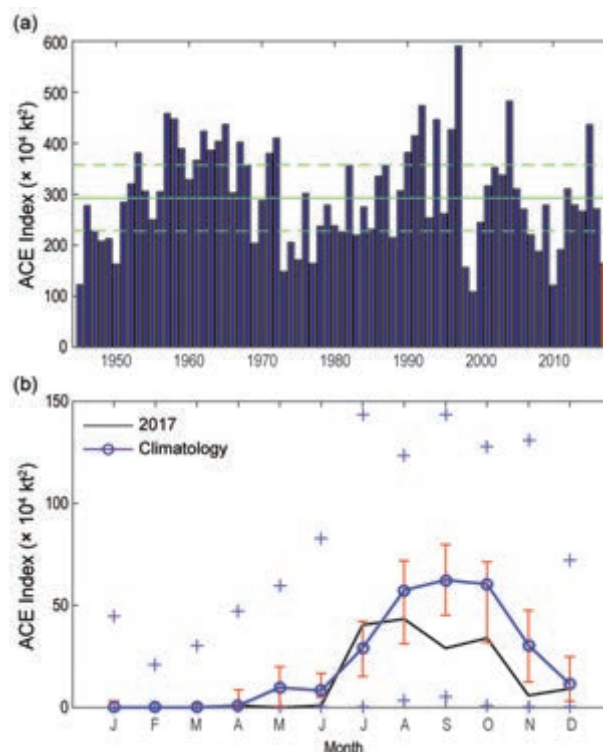 (a)
ACE Index (× 10⁴ kt²)
600
500
400
300
200
100
0
1950 1960 1970 1980 1990 2000 2010
(b)
ACE Index (× 10⁴ kt²)
150
100
50
0
2017
Climatology
J F M A M J J A S O N D
Month